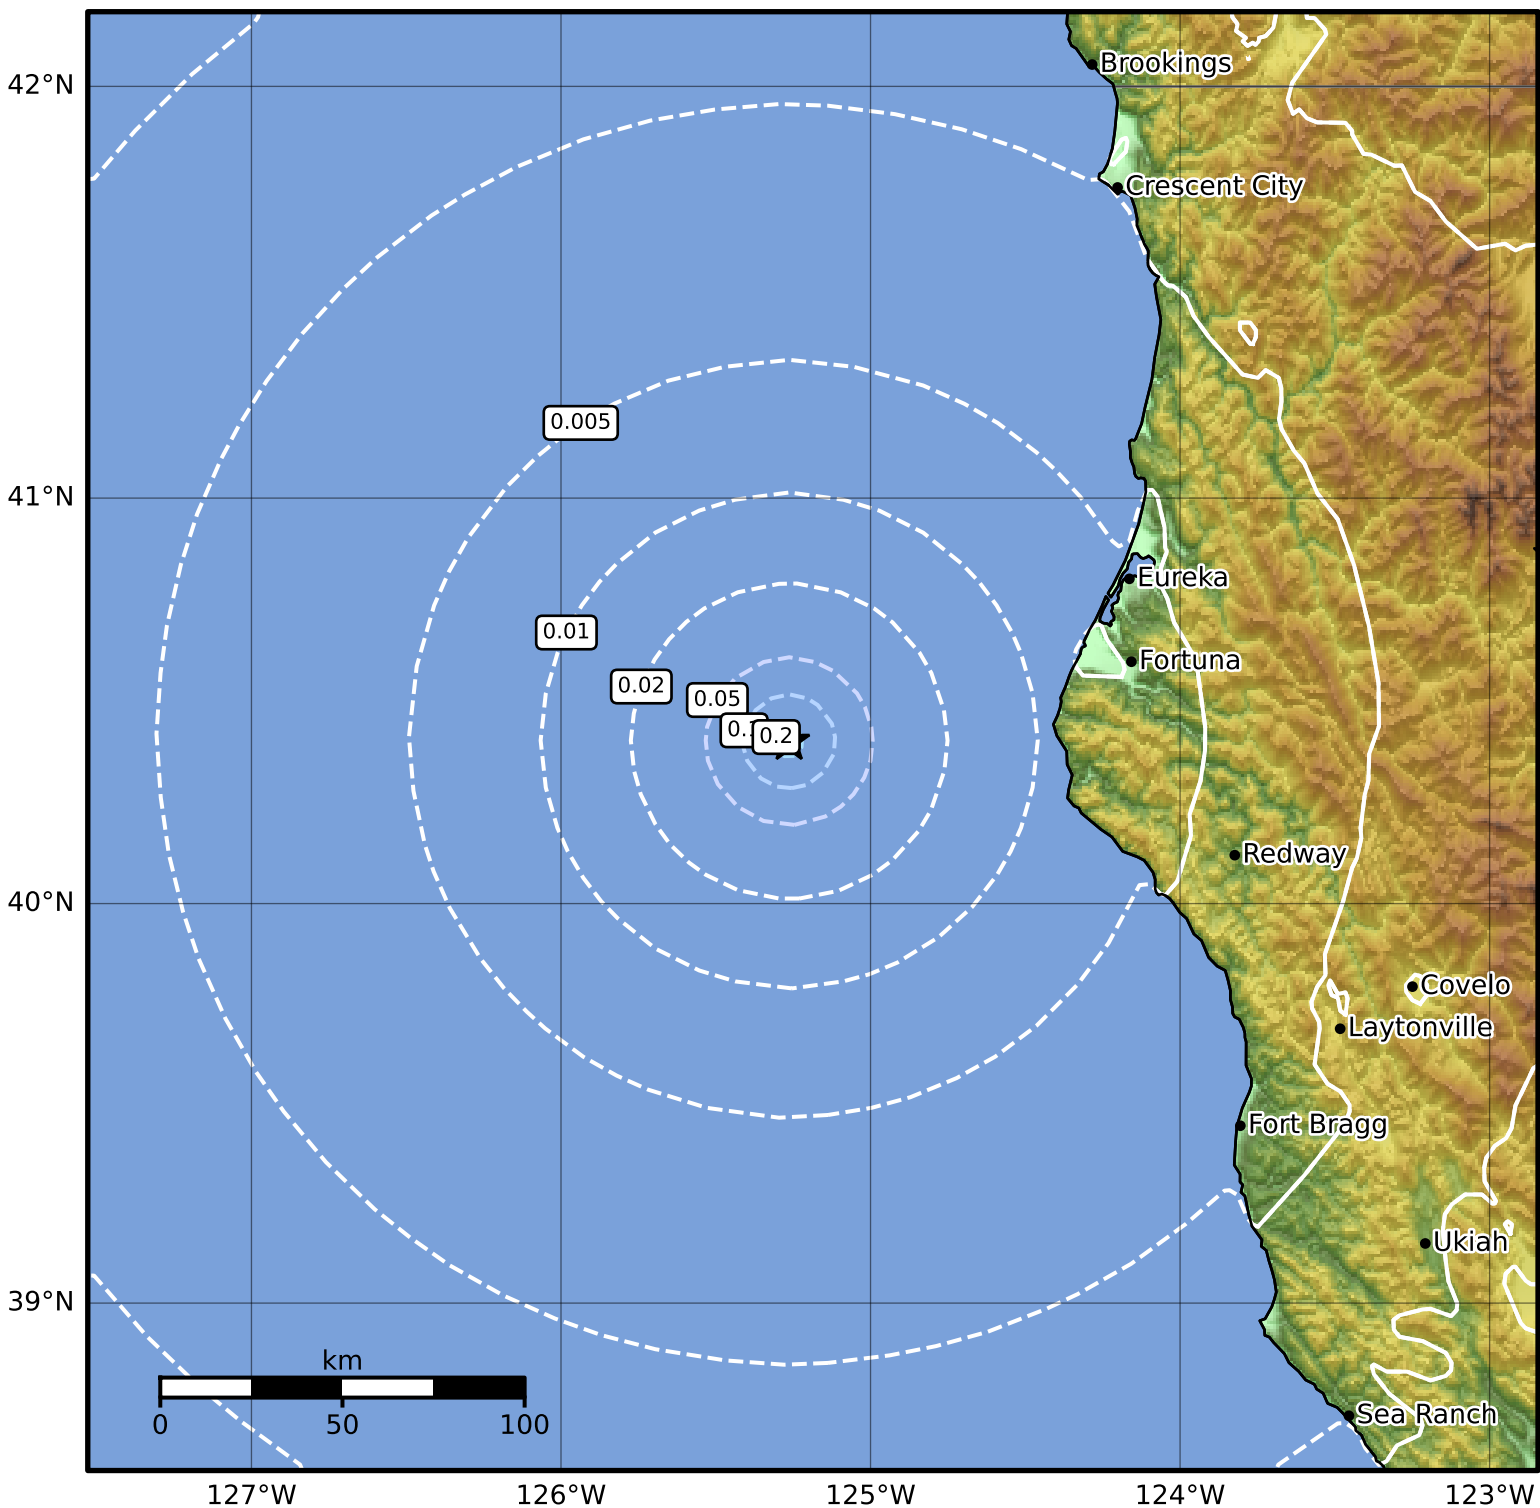 Brookings
42°N
Crescent City
0.005
41°N
Eureka
0.01
Fortuna
0.02
0.05
0.2
Redway
40°N
Covelo
Laytonville
Fort Bragg
Ukiah
39°N
km
0 50 100
Sea Ranch
127°W 126°W 125°W 124°W 123°W